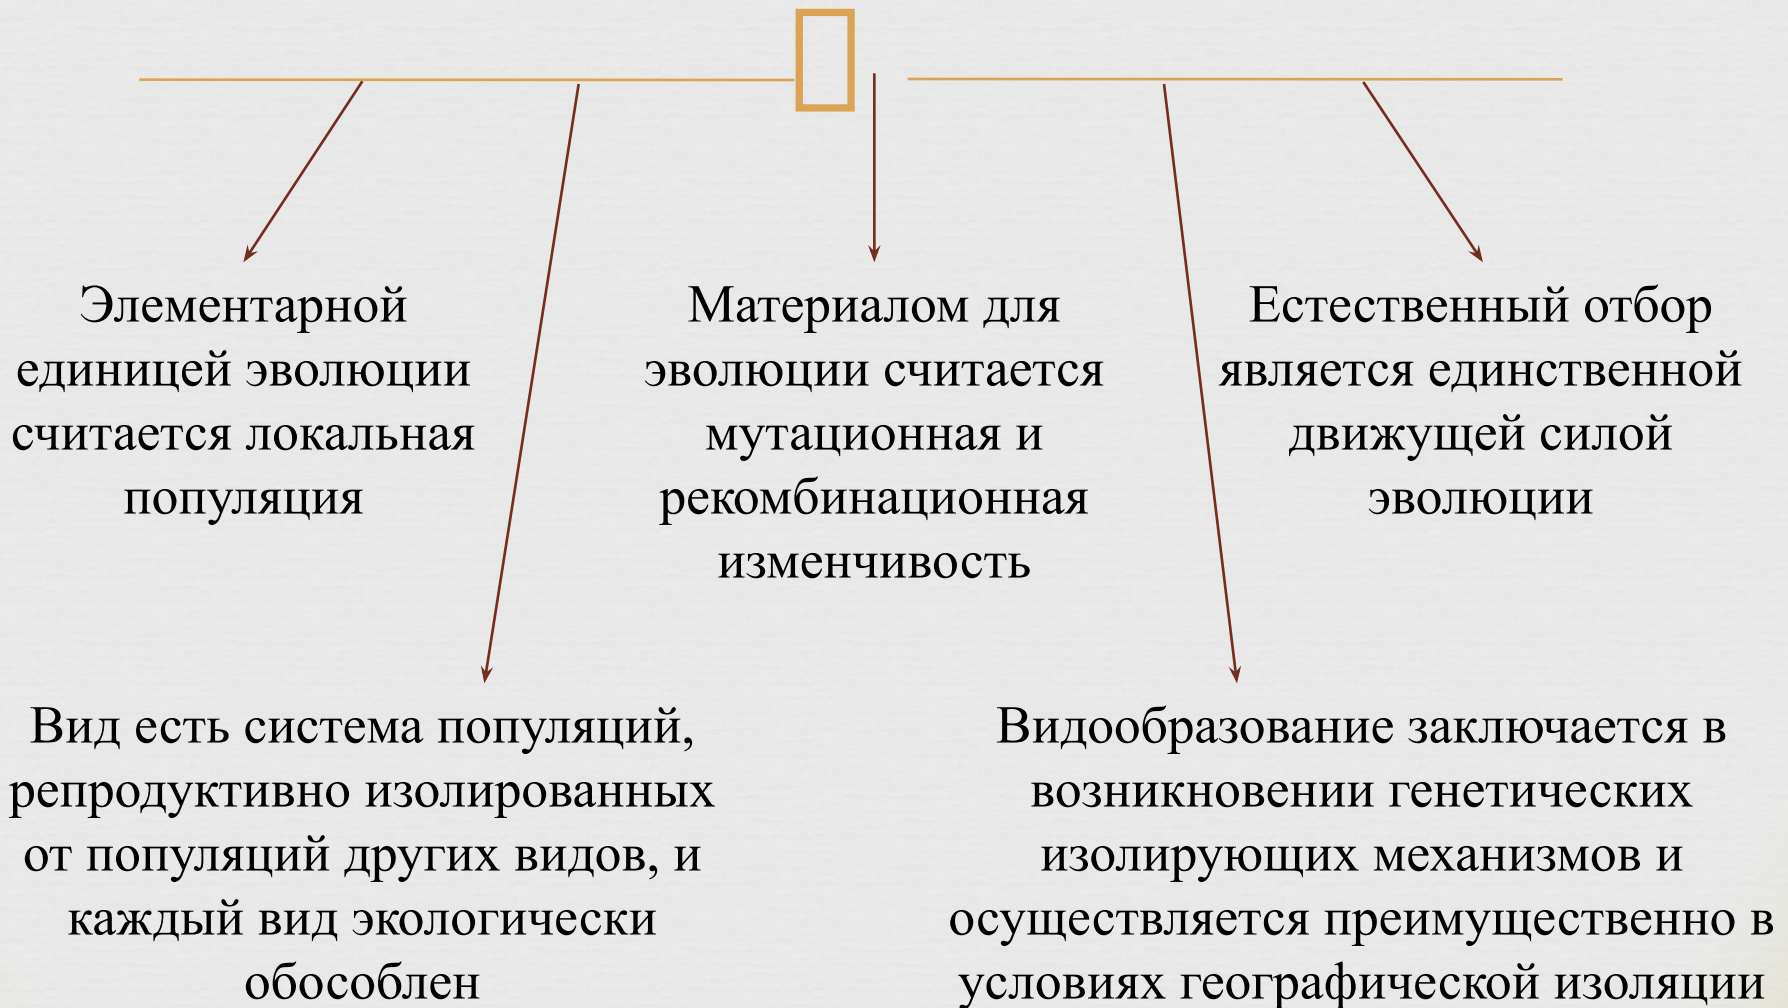 Элементарной
единицей эволюции
считается локальная
популяция
Материалом для
эволюции считается
мутационная и
рекомбинационная
изменчивость
Естественный отбор
является единственной
движущей силой
эволюции
Вид есть система популяций,
репродуктивно изолированных
от популяций других видов, и
каждый вид экологически
обособлен
Видообразование заключается в
возникновении генетических
изолирующих механизмов и
осуществляется преимущественно в
условиях географической изоляции